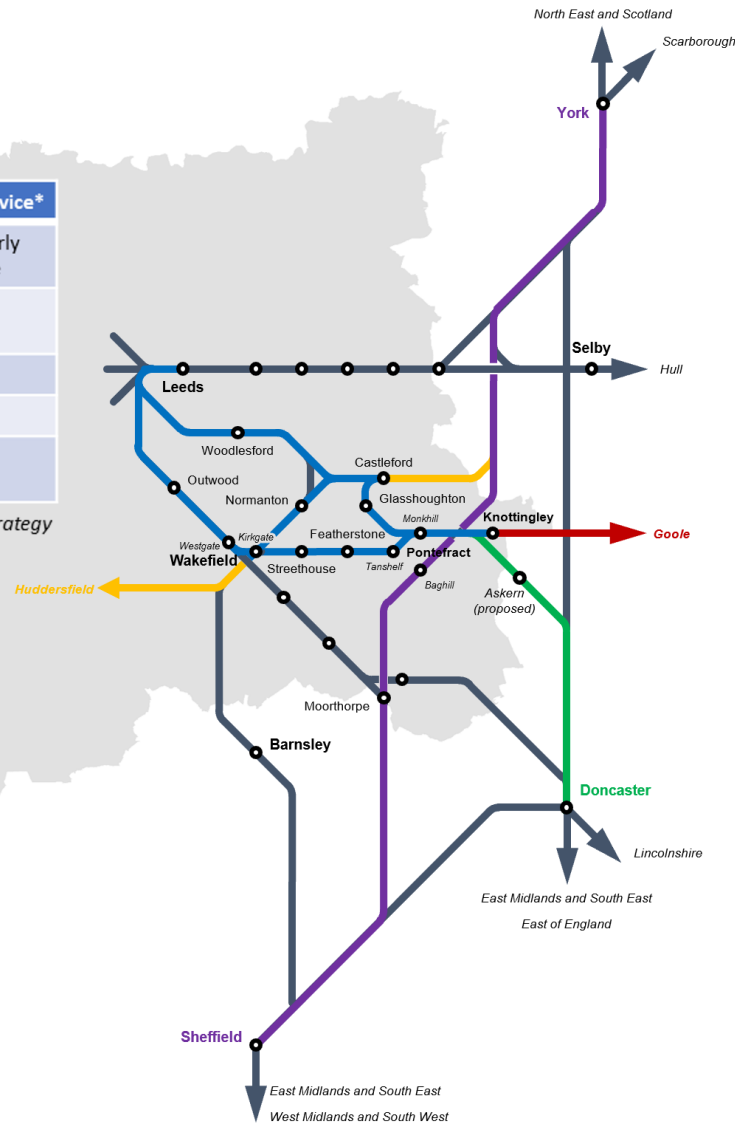 North East and Scotland
Scarborough
York
vice*
rly
Selby
Hull
Leeds
Woodlesford
Castleford
Outwood
Normanton
Glasshoughton
rategy
Monkhill
Knottingley
Westgate
Kirkgate
Featherstone
Goole
Wakefield
Pontefract
Streethouse
Tanshelf
Baghill
Huddersfield
Askern
(proposed)
Moorthorpe
Barnsley
Doncaster
Lincolnshire
East Midlands and South East
East of England
Sheffield
East Midlands and South East
West Midlands and South West